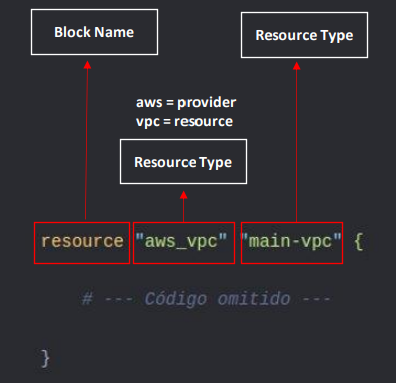 Block Name
Resource Type
aws = provider
vpc = resource
Resource Type
resource "aws_vpc" "main-vpc" {
# --- Código omitido ---
}